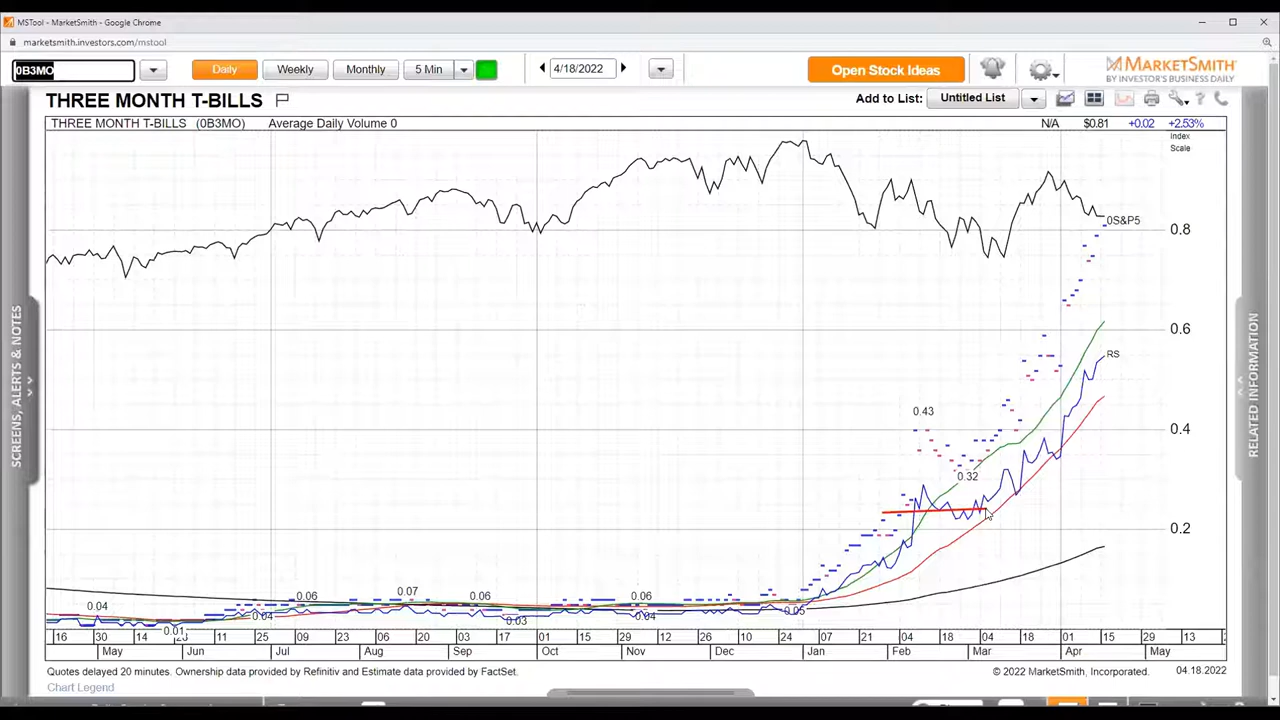 MSTool - MarketSmith - Google Chrome
marketsmith.investors.com/mstool
0B3MO
Daily
Weekly
Monthly
5 Min
4/18/2022
Open Stock Ideas
MARKETSMITH
BY INVESTOR'S BUSINESS DAILY
THREE MONTH T-BILLS
Add to List:
Untitled List
THREE MONTH T-BILLS (0B3MO) Average Daily Volume 0
N/A $0.81 +0.02 +2.53%
Index
Scale
0S&P5
0.8
0.6
RS
0.43
0.4
0.32
0.2
0.04 0.01 0.04 0.06 0.07 0.06 0.03 0.06 0.04 0.05
16 30 14 28 11 25 09 23 06 20 03 17 01 15 29 12 26 10 24 07 21 04 18 04 18 01 15 29 13
May Jun Jul Aug Sep Oct Nov Dec Jan Feb Mar Apr May
Quotes delayed 20 minutes. Ownership data provided by Refinitiv and Estimate data provided by FactSet.
© 2022 MarketSmith, Incorporated.
04.18.2022
Chart Legend
SCREENS, ALERTS & NOTES
RELATED INFORMATION